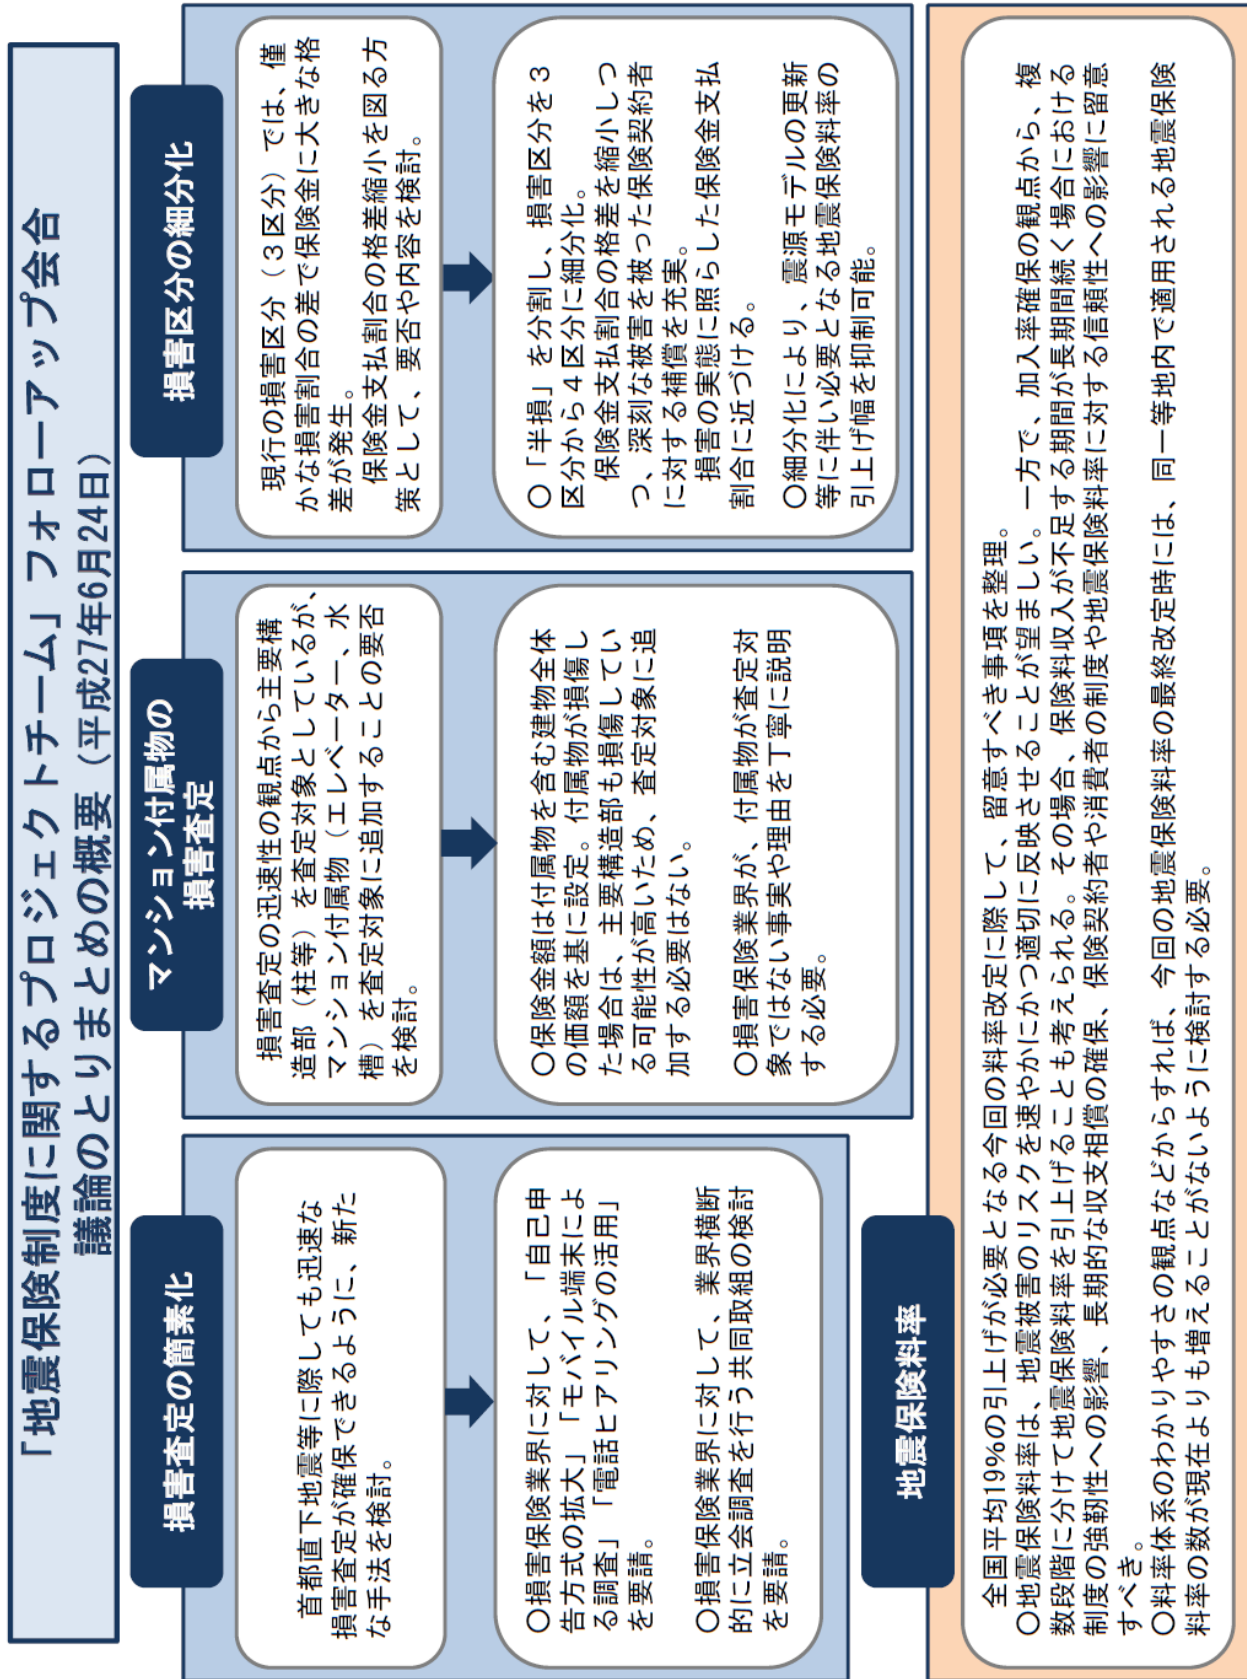 「地震保険制度に関するプロジェクトチーム」フォローアップ会合
議論のとりまとめの概要（平成27年6月24日）
損害査定の簡素化
首都直下地震等に際しても迅速な
損害査定が確保できるように、新た
な手法を検討。
〇損害保険業界に対して、「自己申
告方式の拡大」「モバイル端末によ
る調査」「電話ヒアリングの活用」
を要請。
〇損害保険業界に対して、業界横断
的に立会調査を行う共同取組の検討
を要請。
マンション付属物の
損害査定
損害査定の迅速性の観点から主要構
造部（柱等）を査定対象としているが、
マンション付属物（エレベーター、水
槽）を査定対象に追加することの要否
を検討。
〇保険金額は付属物を含む建物全体
の価額を基に設定。付属物が損傷し
た場合は、主要構造部も損傷してい
る可能性が高いため、査定対象に追
加する必要はない。
〇損害保険業界が、付属物が査定対
象ではない事実や理由を丁寧に説明
する必要。
損害区分の細分化
現行の損害区分（３区分）では、僅
かな損害割合の差で保険金に大きな格
差が発生。
保険金支払割合の格差縮小を図る方
策として、要否や内容を検討。
〇「半損」を分割し、損害区分を３
区分から４区分に細分化。
保険金支払割合の格差を縮小しつ
つ、深刻な被害を被った保険契約者
に対する補償を充実。
損害の実態に照らした保険金支払
割合に近づける。
〇細分化により、震源モデルの更新
等に伴い必要となる地震保険料率の
引上げ幅を抑制可能。
地震保険料率
全国平均19%の引上げが必要となる今回の料率改定に際して、留意すべき事項を整理。
〇地震保険料率は、地震被害のリスクを速やかにかつ適切に反映させることが望ましい。一方で、加入率確保の観点から、複
数段階に分けて地震保険料率を引上げることも考えられる。その場合、保険料収入が不足する期間が長期間続く場合における
制度の強靭性への影響、長期的な収支相償の確保、保険契約者や消費者の制度や地震保険料率に対する信頼性への影響に留意
すべき。
〇料率体系のわかりやすさの観点などからすれば、今回の地震保険料率の最終改定時には、同一等地内で適用される地震保険
料率の数が現在よりも増えることがないように検討する必要。